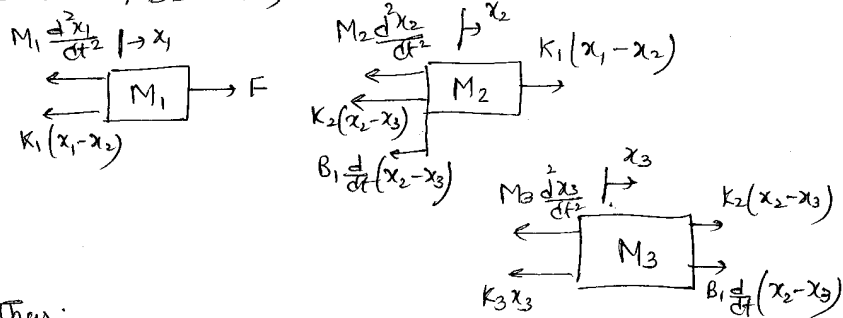 M₁ d²x₁/dt² → x₁
M₁ → F
K₁(x₁-x₂)
M₂ d²x₂/dt² → x₂
K₁(x₁-x₂)
M₂
K₂(x₂-x₃)
B₁ d/dt (x₂-x₃)
M₃ d²x₃/dt² → x₃
K₂(x₂-x₃)
M₃
K₃x₃
B₁ d/dt (x₂-x₃)